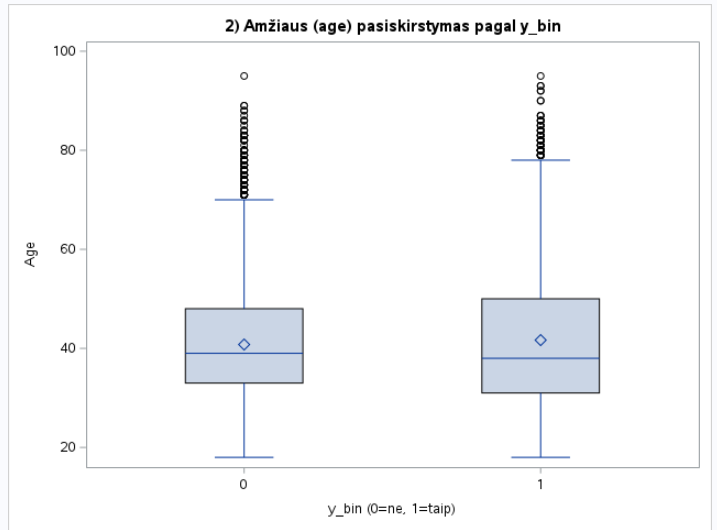 2) Amžiaus (age) pasiskirstymas pagal y_bin
100
80
60
40
20
Age
0
1
y_bin (0=ne, 1=taip)